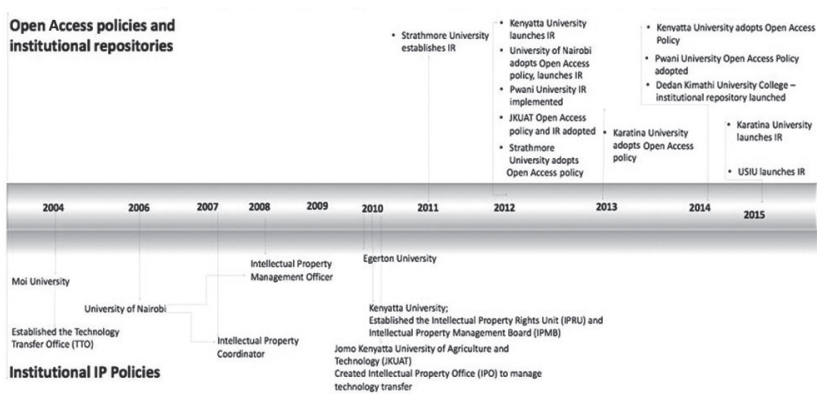 Open Access policies and
institutional repositories
• Strathmore University
establishes IR
• Kenyatta University
launches IR
• University of Nairobi
adopts Open Access
policy, launches IR
• Pwani University IR
implemented
• JKUAT Open Access
policy and IR adopted
• Strathmore
University adopts
Open Access policy
• Karatina University
adopts Open Access
policy
• Kenyatta University adopts Open Access
Policy
• Pwani University Open Access Policy
adopted
• Dedan Kimathi University College –
institutional repository launched
• Karatina University
launches IR
• USIU launches IR
2004 2006 2007 2008 2009 2010 2011 2012 2013 2014 2015
Moi University
Established the Technology
Transfer Office (TTO)
University of Nairobi
Intellectual Property
Management Officer
Intellectual Property
Coordinator
Egerton University
Kenyatta University;
Established the Intellectual Property Rights Unit (IPRU) and
Intellectual Property Management Board (IPMB)
Jomo Kenyatta University of Agriculture and
Technology (JKUAT)
Created Intellectual Property Office (IPO) to manage
technology transfer
Institutional IP Policies